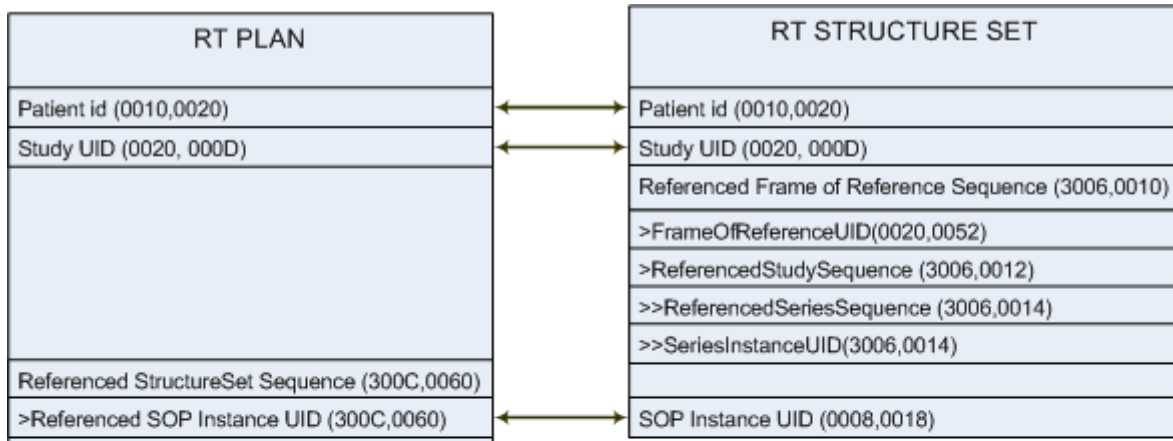 RT PLAN
Patient id (0010,0020)
Study UID (0020, 000D)
Referenced StructureSet Sequence (300C,0060)
>Referenced SOP Instance UID (300C,0060)
RT STRUCTURE SET
Patient id (0010,0020)
Study UID (0020, 000D)
Referenced Frame of Reference Sequence (3006,0010)
>FrameOfReferenceUID(0020,0052)
>ReferencedStudySequence (3006,0012)
>>ReferencedSeriesSequence (3006,0014)
>>SeriesInstanceUID(3006,0014)
SOP Instance UID (0008,0018)